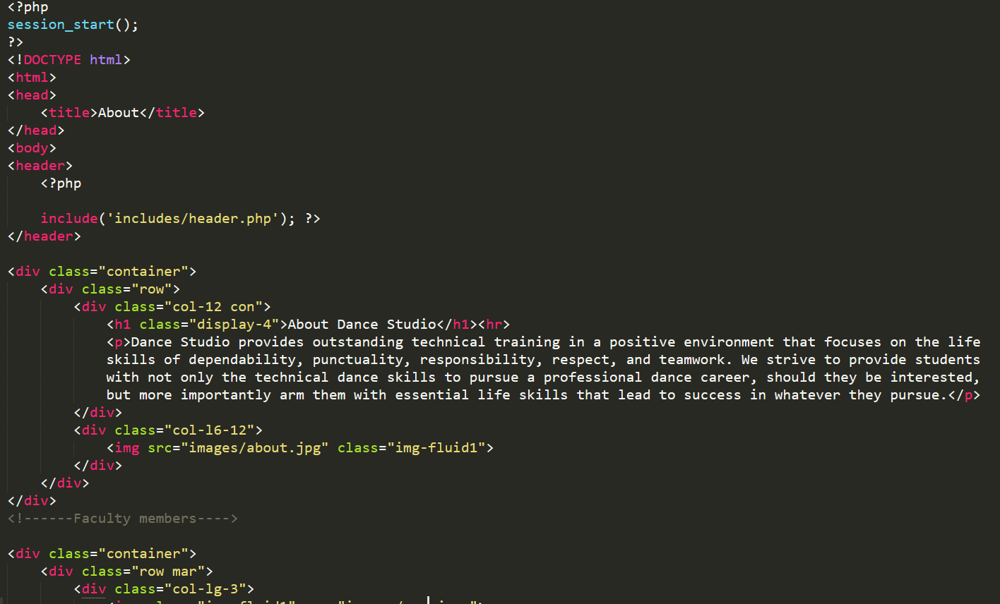 <?php
session_start();
?>
<!DOCTYPE html>
<html>
<head>
    <title>About</title>
</head>
<body>
<header>
    <?php

    include('includes/header.php'); ?>
</header>

<div class="container">
    <div class="row">
        <div class="col-12 con">
            <h1 class="display-4">About Dance Studio</h1><hr>
            <p>Dance Studio provides outstanding technical training in a positive environment that focuses on the life
            skills of dependability, punctuality, responsibility, respect, and teamwork. We strive to provide students
            with not only the technical dance skills to pursue a professional dance career, should they be interested,
            but more importantly arm them with essential life skills that lead to success in whatever they pursue.</p>
        </div>
        <div class="col-l6-12">
            <img src="images/about.jpg" class="img-fluid1">
        </div>
    </div>
</div>
<!------Faculty members---->

<div class="container">
    <div class="row mar">
        <div class="col-lg-3">